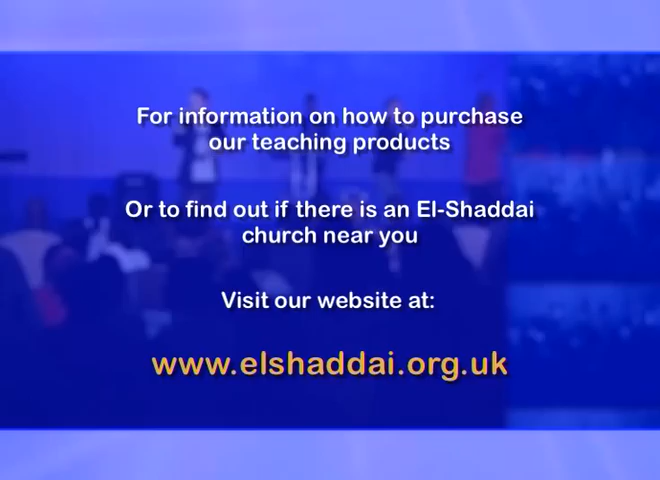 For information on how to purchase
our teaching products
Or to find out if there is an El-Shaddai
church near you
Visit our website at:
www.elshaddai.org.uk